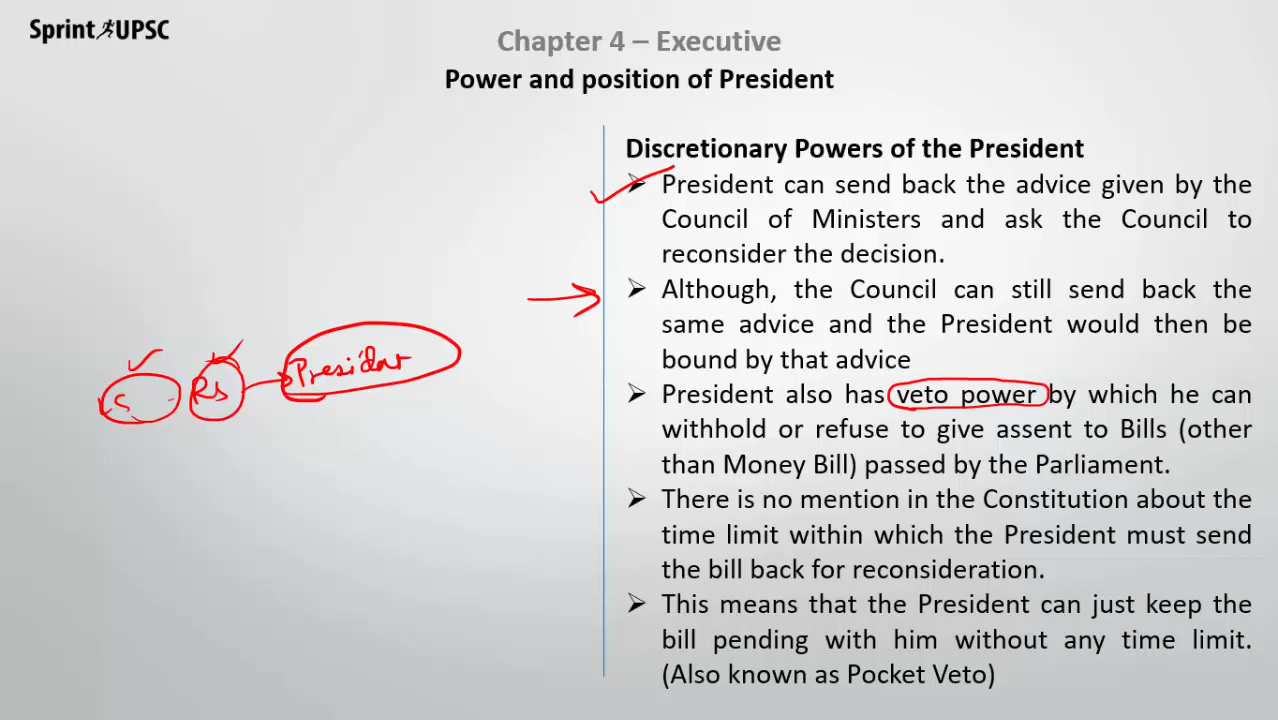 Sprint UPSC
Chapter 4 – Executive
Power and position of President
Discretionary Powers of the President
➢ President can send back the advice given by the
Council of Ministers and ask the Council to
reconsider the decision.
➢ Although, the Council can still send back the
same advice and the President would then be
bound by that advice
➢ President also has veto power by which he can
withhold or refuse to give assent to Bills (other
than Money Bill) passed by the Parliament.
➢ There is no mention in the Constitution about the
time limit within which the President must send
the bill back for reconsideration.
➢ This means that the President can just keep the
bill pending with him without any time limit.
(Also known as Pocket Veto)
LS RS President